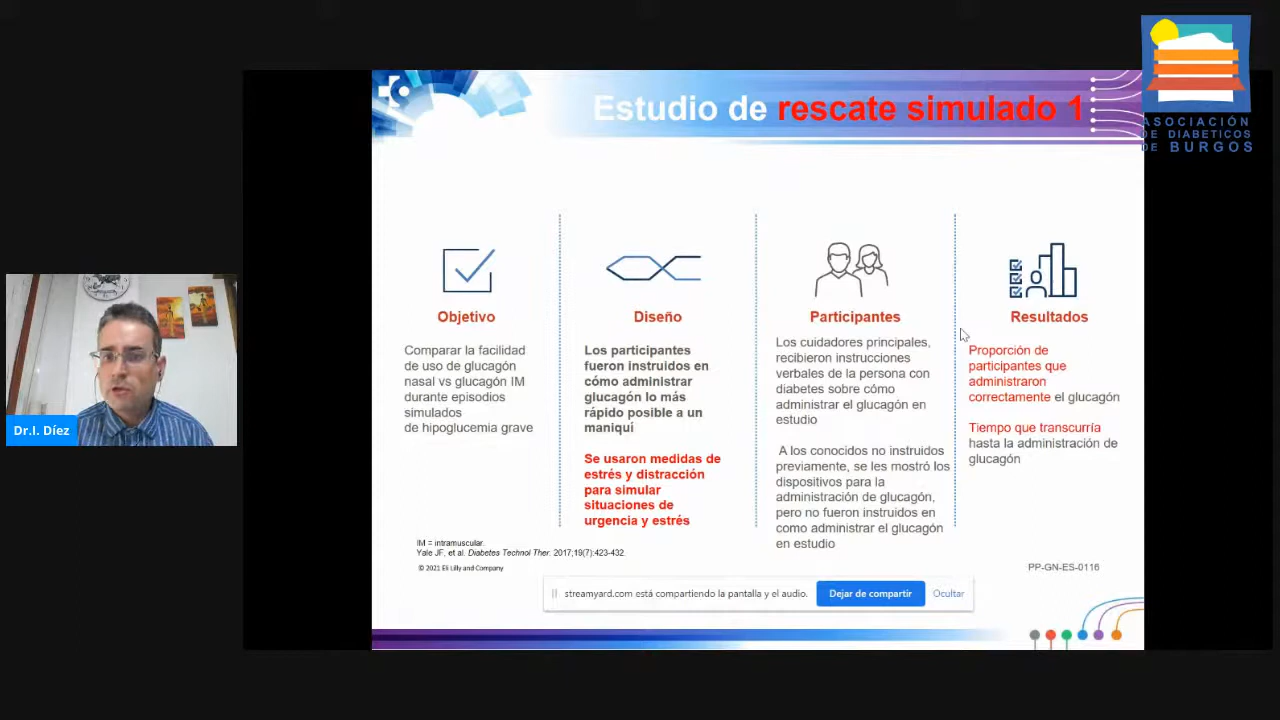 Estudio de rescate simulado 1
ASOCIACIÓN
DE DIABETICOS
DE BURGOS
Objetivo
Comparar la facilidad
de uso de glucagón
nasal vs glucagón IM
durante episodios
simulados
de hipoglucemia grave
Diseño
Los participantes
fueron instruidos en
cómo administrar
glucagón lo más
rápido posible a un
maniquí
Se usaron medidas de
estrés y distracción
para simular
situaciones de
urgencia y estrés
Participantes
Los cuidadores principales,
recibieron instrucciones
verbales de la persona con
diabetes sobre cómo
administrar el glucagón en
estudio
A los conocidos no instruidos
previamente, se les mostró los
dispositivos para la
administración de glucagón,
pero no fueron instruidos en
como administrar el glucagón
en estudio
Resultados
Proporción de
participantes que
administraron
correctamente el glucagón
Tiempo que transcurría
hasta la administración de
glucagón
Dr.I. Díez
IM = intramuscular.
Yale JF, et al. Diabetes Technol Ther. 2017;19(7):423-432.
© 2021 Eli Lilly and Company
PP-GN-ES-0116
streamyard.com está compartiendo la pantalla y el audio.
Dejar de compartir
Ocultar